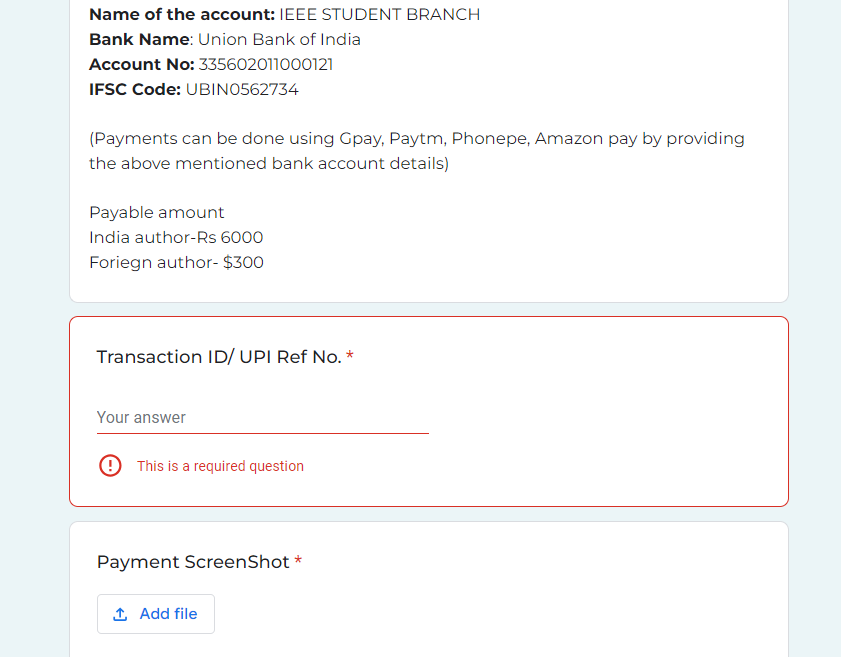 Name of the account: IEEE STUDENT BRANCH
Bank Name: Union Bank of India
Account No: 335602011000121
IFSC Code: UBIN0562734
(Payments can be done using Gpay, Paytm, Phonepe, Amazon pay by providing
the above mentioned bank account details)
Payable amount
India author-Rs 6000
Foriegn author- $300
Transaction ID/ UPI Ref No. *
Your answer
This is a required question
Payment ScreenShot *
Add file